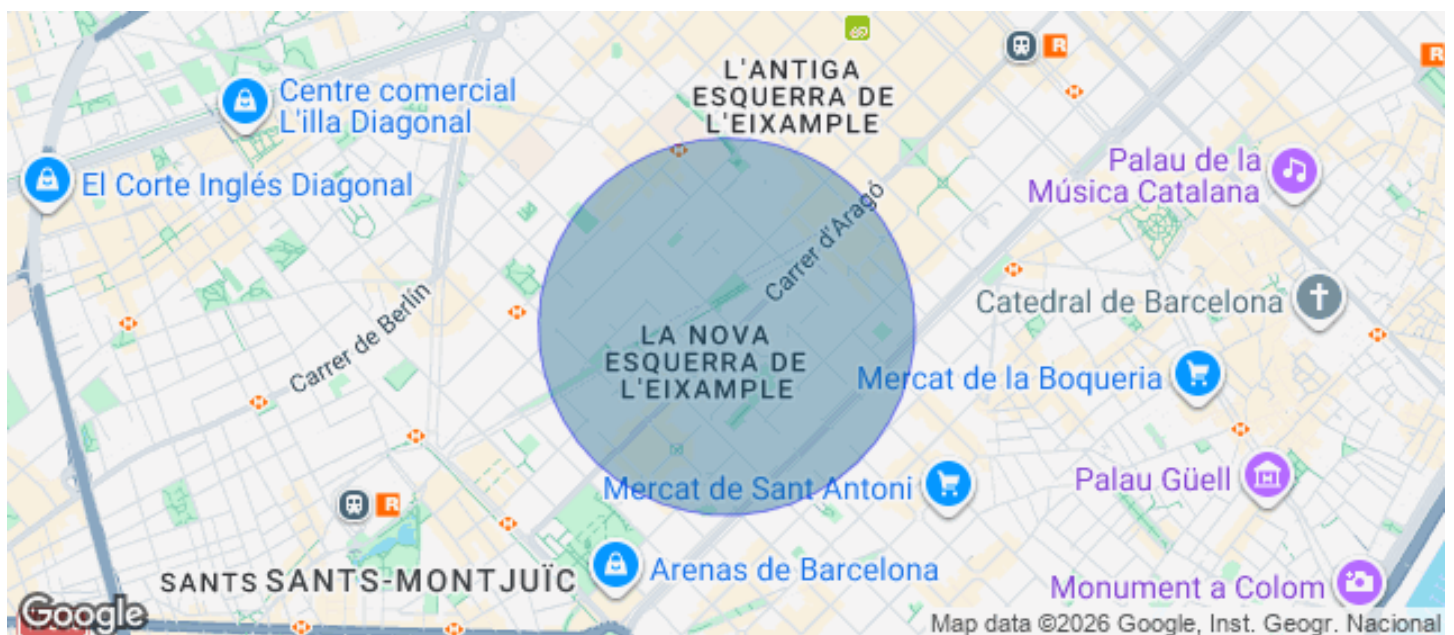 L'ANTIGA
ESQUERRA DE
L'EIXAMPLE
R
R
Centre comercial
L'illa Diagonal
El Corte Inglés Diagonal
Palau de la
Música Catalana
Carrer d'Aragó
Catedral de Barcelona
Carrer de Berlín
LA NOVA
ESQUERRA DE
L'EIXAMPLE
Mercat de la Boqueria
Mercat de Sant Antoni
Palau Güell
R
SANTS
SANTS-MONTJUÏC
Arenas de Barcelona
Monument a Colom
Google
Map data ©2026 Google, Inst. Geogr. Nacional